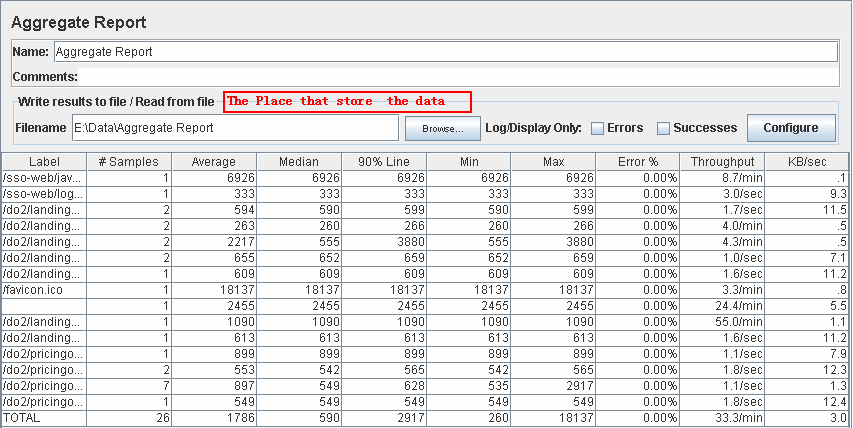 Aggregate Report
Name: Aggregate Report
Comments:
Write results to file / Read from file The Place that store the data
Filename E:\Data\Aggregate Report Browse... Log/Display Only: Errors Successes Configure
Label # Samples Average Median 90% Line Min Max Error % Throughput KB/sec
/sso-web/jav... 1 6926 6926 6926 6926 6926 0.00% 8.7/min .1
/sso-web/log... 1 333 333 333 333 333 0.00% 3.0/sec 9.3
/do2/landing... 2 594 590 599 590 599 0.00% 1.7/sec 11.5
/do2/landing... 2 263 260 266 260 266 0.00% 4.0/min .5
/do2/landing... 2 2217 555 3880 555 3880 0.00% 4.3/min .5
/do2/landing... 2 655 652 659 652 659 0.00% 1.0/sec 7.1
/do2/landing... 1 609 609 609 609 609 0.00% 1.6/sec 11.2
/favicon.ico 1 18137 18137 18137 18137 18137 0.00% 3.3/min .8
1 2455 2455 2455 2455 2455 0.00% 24.4/min 5.5
/do2/landing... 1 1090 1090 1090 1090 1090 0.00% 55.0/min 1.1
/do2/landing... 1 613 613 613 613 613 0.00% 1.6/sec 11.2
/do2/pricingo... 1 899 899 899 899 899 0.00% 1.1/sec 7.9
/do2/pricingo... 2 553 542 565 542 565 0.00% 1.8/sec 12.3
/do2/pricingo... 7 897 549 628 535 2917 0.00% 1.1/sec 1.3
/do2/pricingo... 1 549 549 549 549 549 0.00% 1.8/sec 12.4
TOTAL 26 1786 590 2917 260 18137 0.00% 33.3/min 3.0